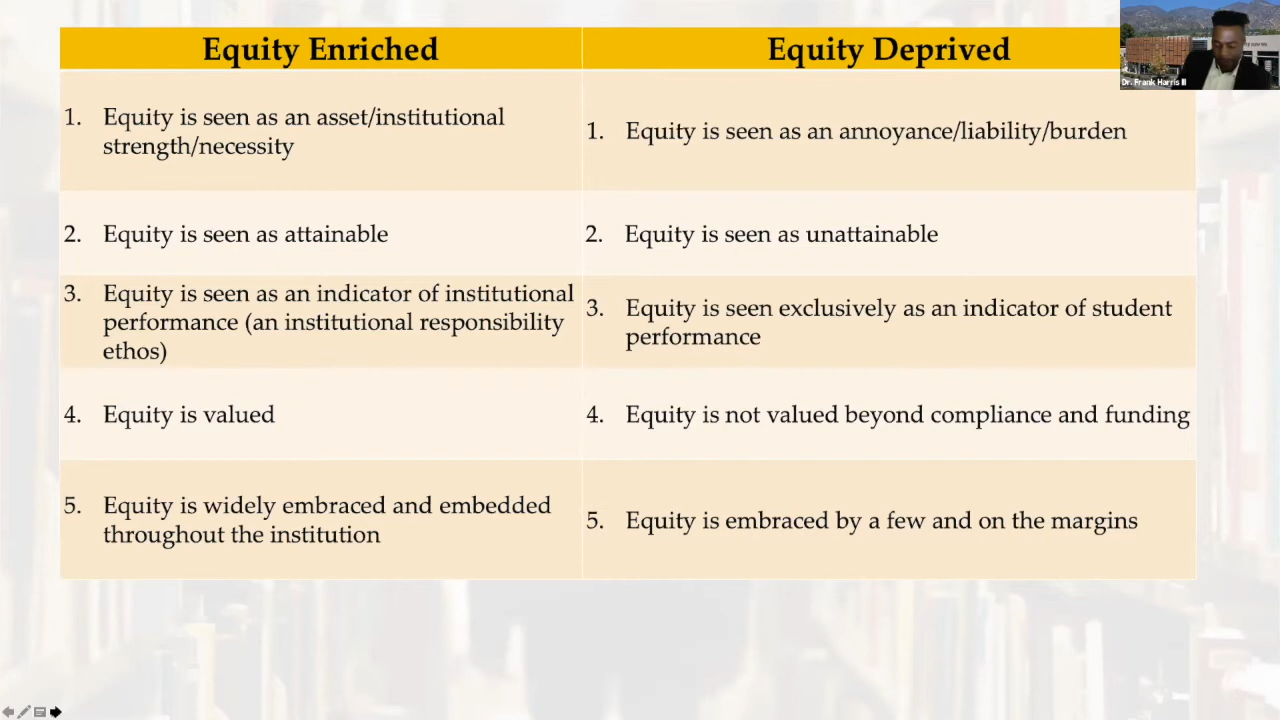 Equity Enriched
Equity Deprived
1. Equity is seen as an asset/institutional
strength/necessity
1. Equity is seen as an annoyance/liability/burden
2. Equity is seen as attainable
2. Equity is seen as unattainable
3. Equity is seen as an indicator of institutional
performance (an institutional responsibility
ethos)
3. Equity is seen exclusively as an indicator of student
performance
4. Equity is valued
4. Equity is not valued beyond compliance and funding
5. Equity is widely embraced and embedded
throughout the institution
5. Equity is embraced by a few and on the margins
Dr. Frank Harris III